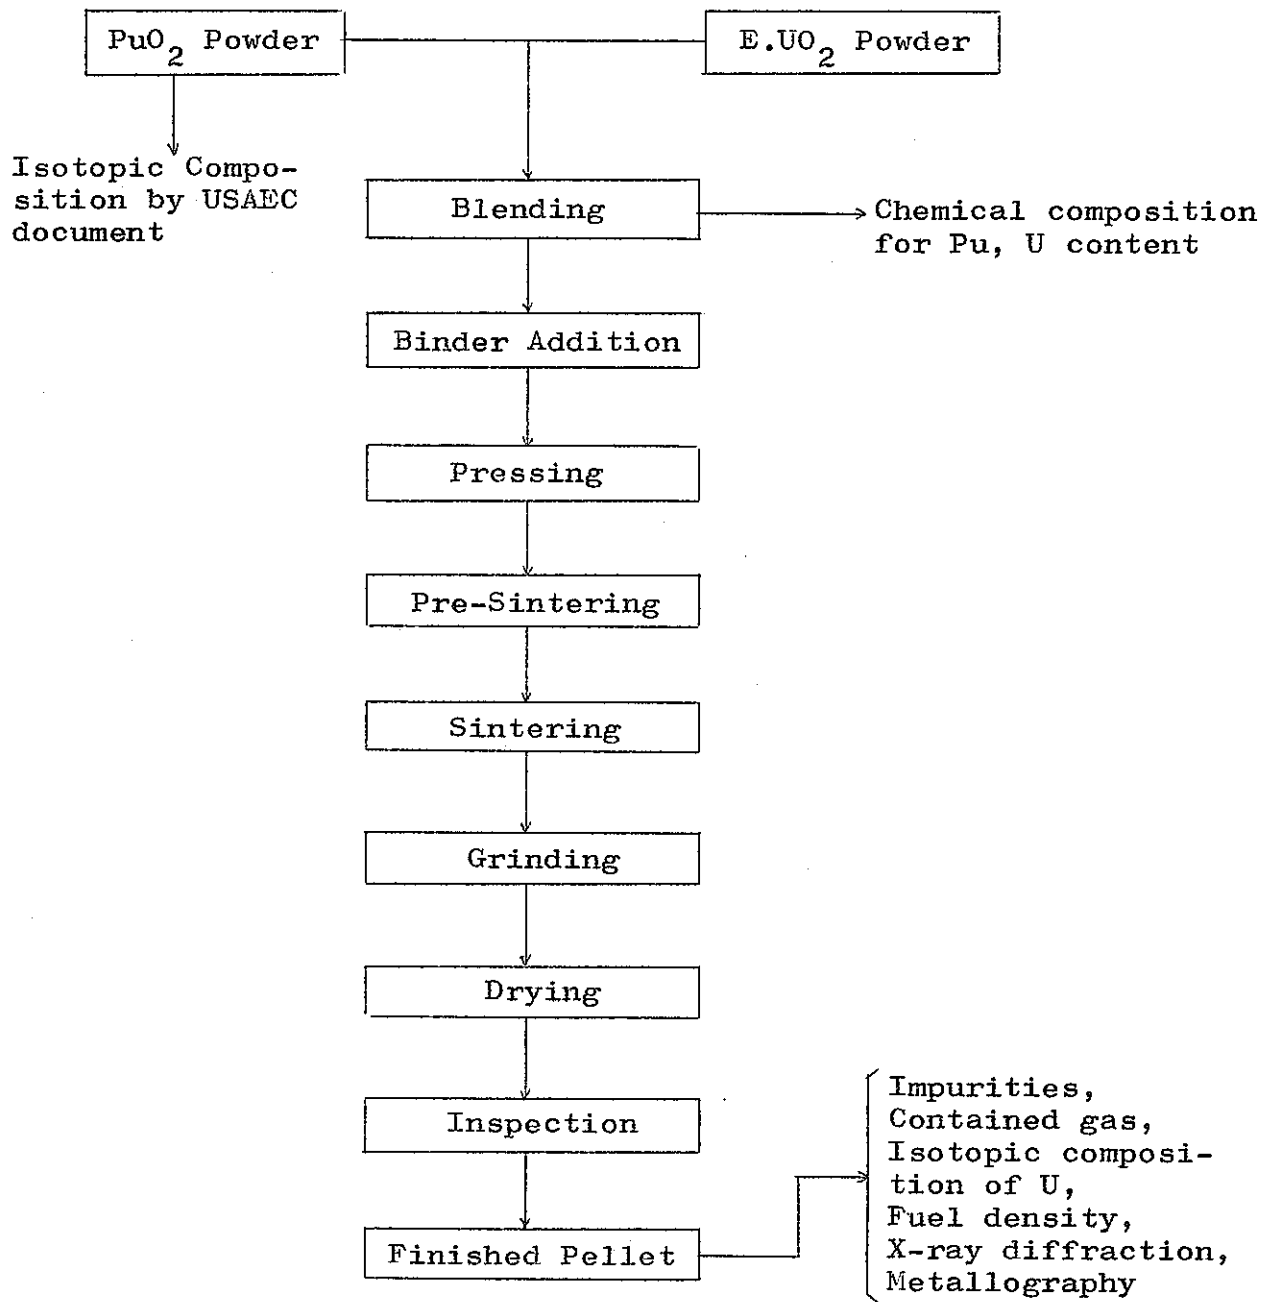 PuO2 Powder
E.UO2 Powder
Isotopic Compo-
sition by USAEC
document
Blending
Chemical composition
for Pu, U content
Binder Addition
Pressing
Pre-Sintering
Sintering
Grinding
Drying
Inspection
Finished Pellet
Impurities,
Contained gas,
Isotopic composi-
tion of U,
Fuel density,
X-ray diffraction,
Metallography